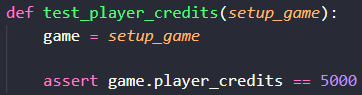 def test_player_credits(setup_game):
    game = setup_game
    assert game.player_credits == 5000